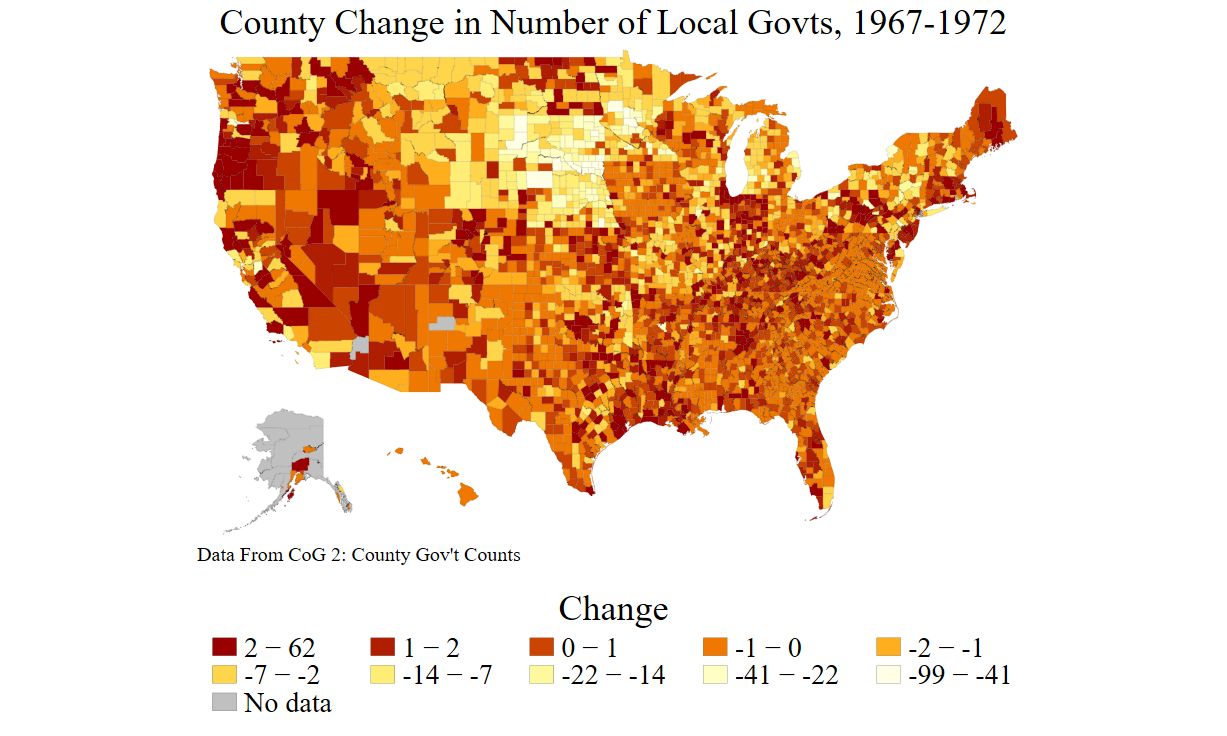 County Change in Number of Local Govts, 1967-1972
Data From CoG 2: County Gov't Counts
Change
2 − 62 1 − 2 0 − 1 -1 − 0 -2 − -1
-7 − -2 -14 − -7 -22 − -14 -41 − -22 -99 − -41
No data